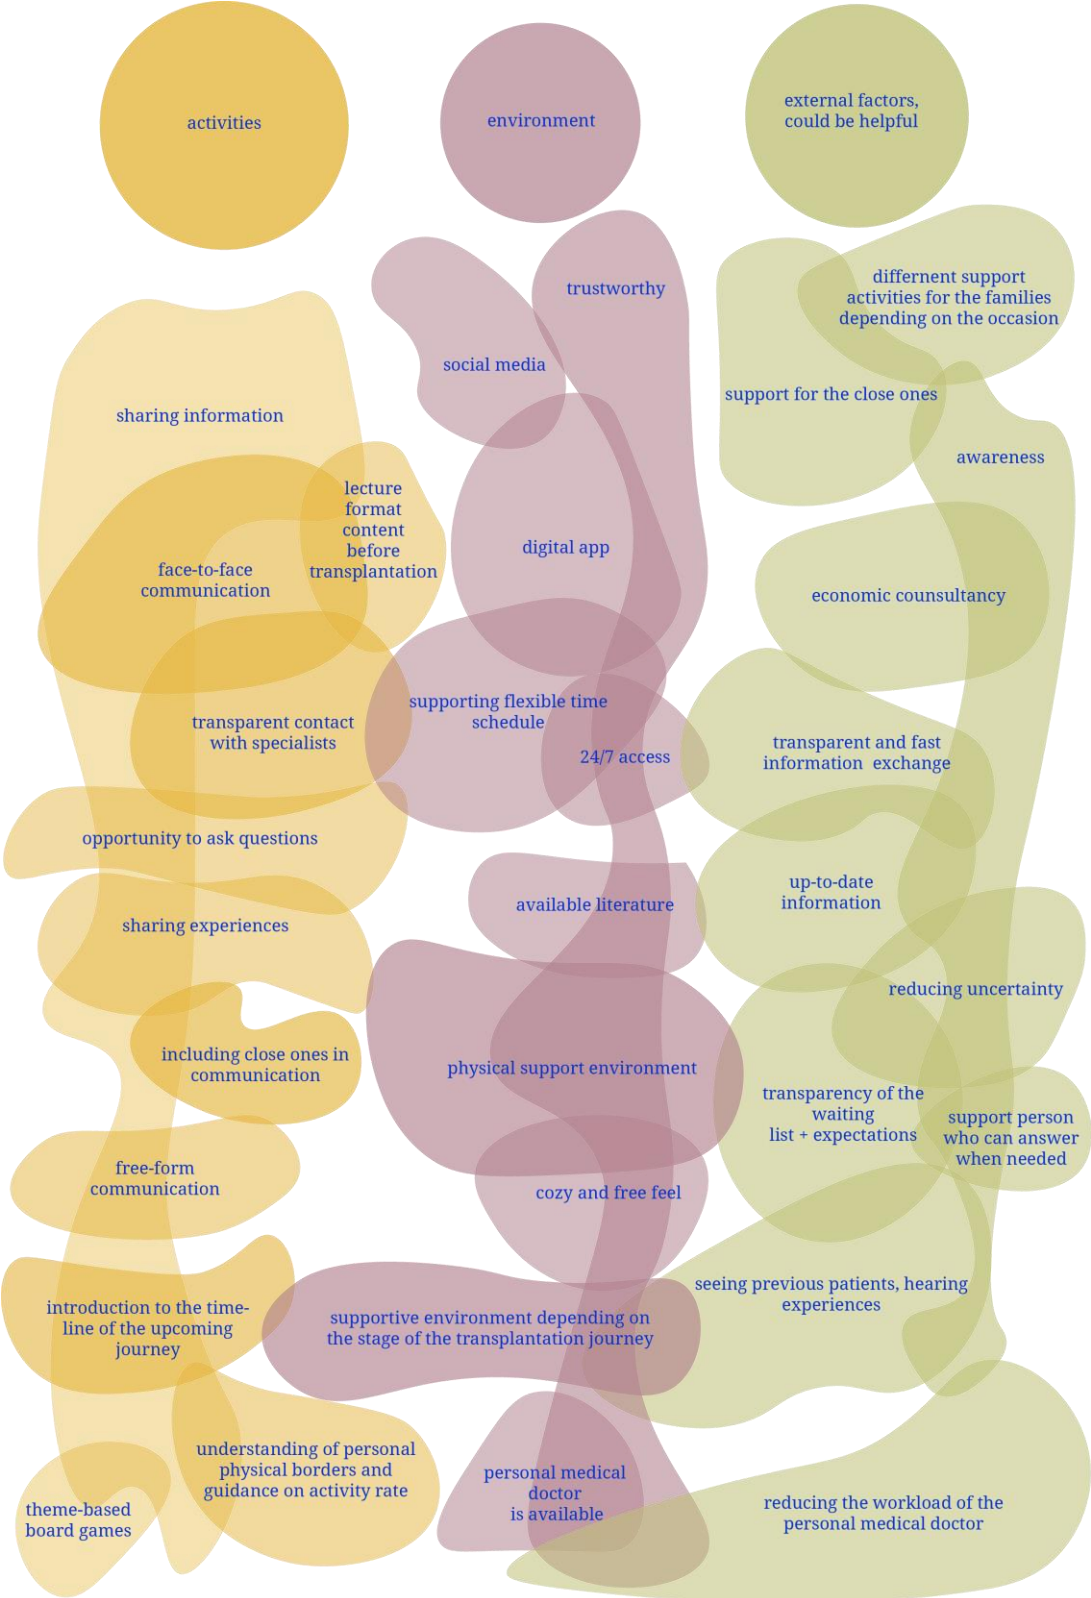 activities
environment
external factors,
could be helpful
trustworthy
differnent support
activities for the families
depending on the occasion
social media
support for the close ones
sharing information
awareness
lecture
format
content
before
transplantation
digital app
face-to-face
communication
economic counsultancy
supporting flexible time
schedule
transparent contact
with specialists
24/7 access
transparent and fast
information  exchange
opportunity to ask questions
up-to-date
information
available literature
sharing experiences
reducing uncertainty
including close ones in
communication
physical support environment
transparency of the
waiting
list + expectations
support person
who can answer
when needed
free-form
communication
cozy and free feel
seeing previous patients, hearing
experiences
introduction to the time-
line of the upcoming
journey
supportive environment depending on
the stage of the transplantation journey
understanding of personal
physical borders and
guidance on activity rate
personal medical
doctor
is available
theme-based
board games
reducing the workload of the
personal medical doctor